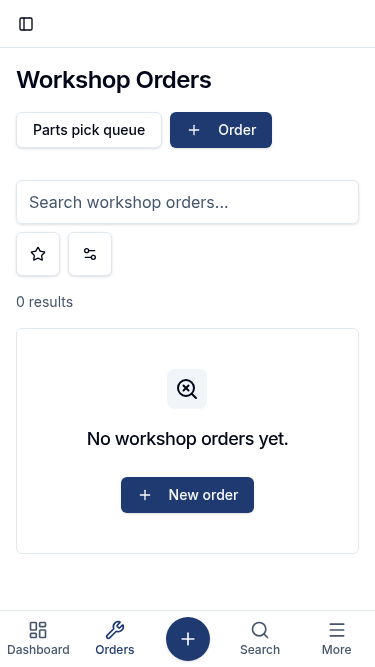 Workshop Orders
Parts pick queue
Order
Search workshop orders...
0 results
No workshop orders yet.
New order
Dashboard
Orders
Search
More